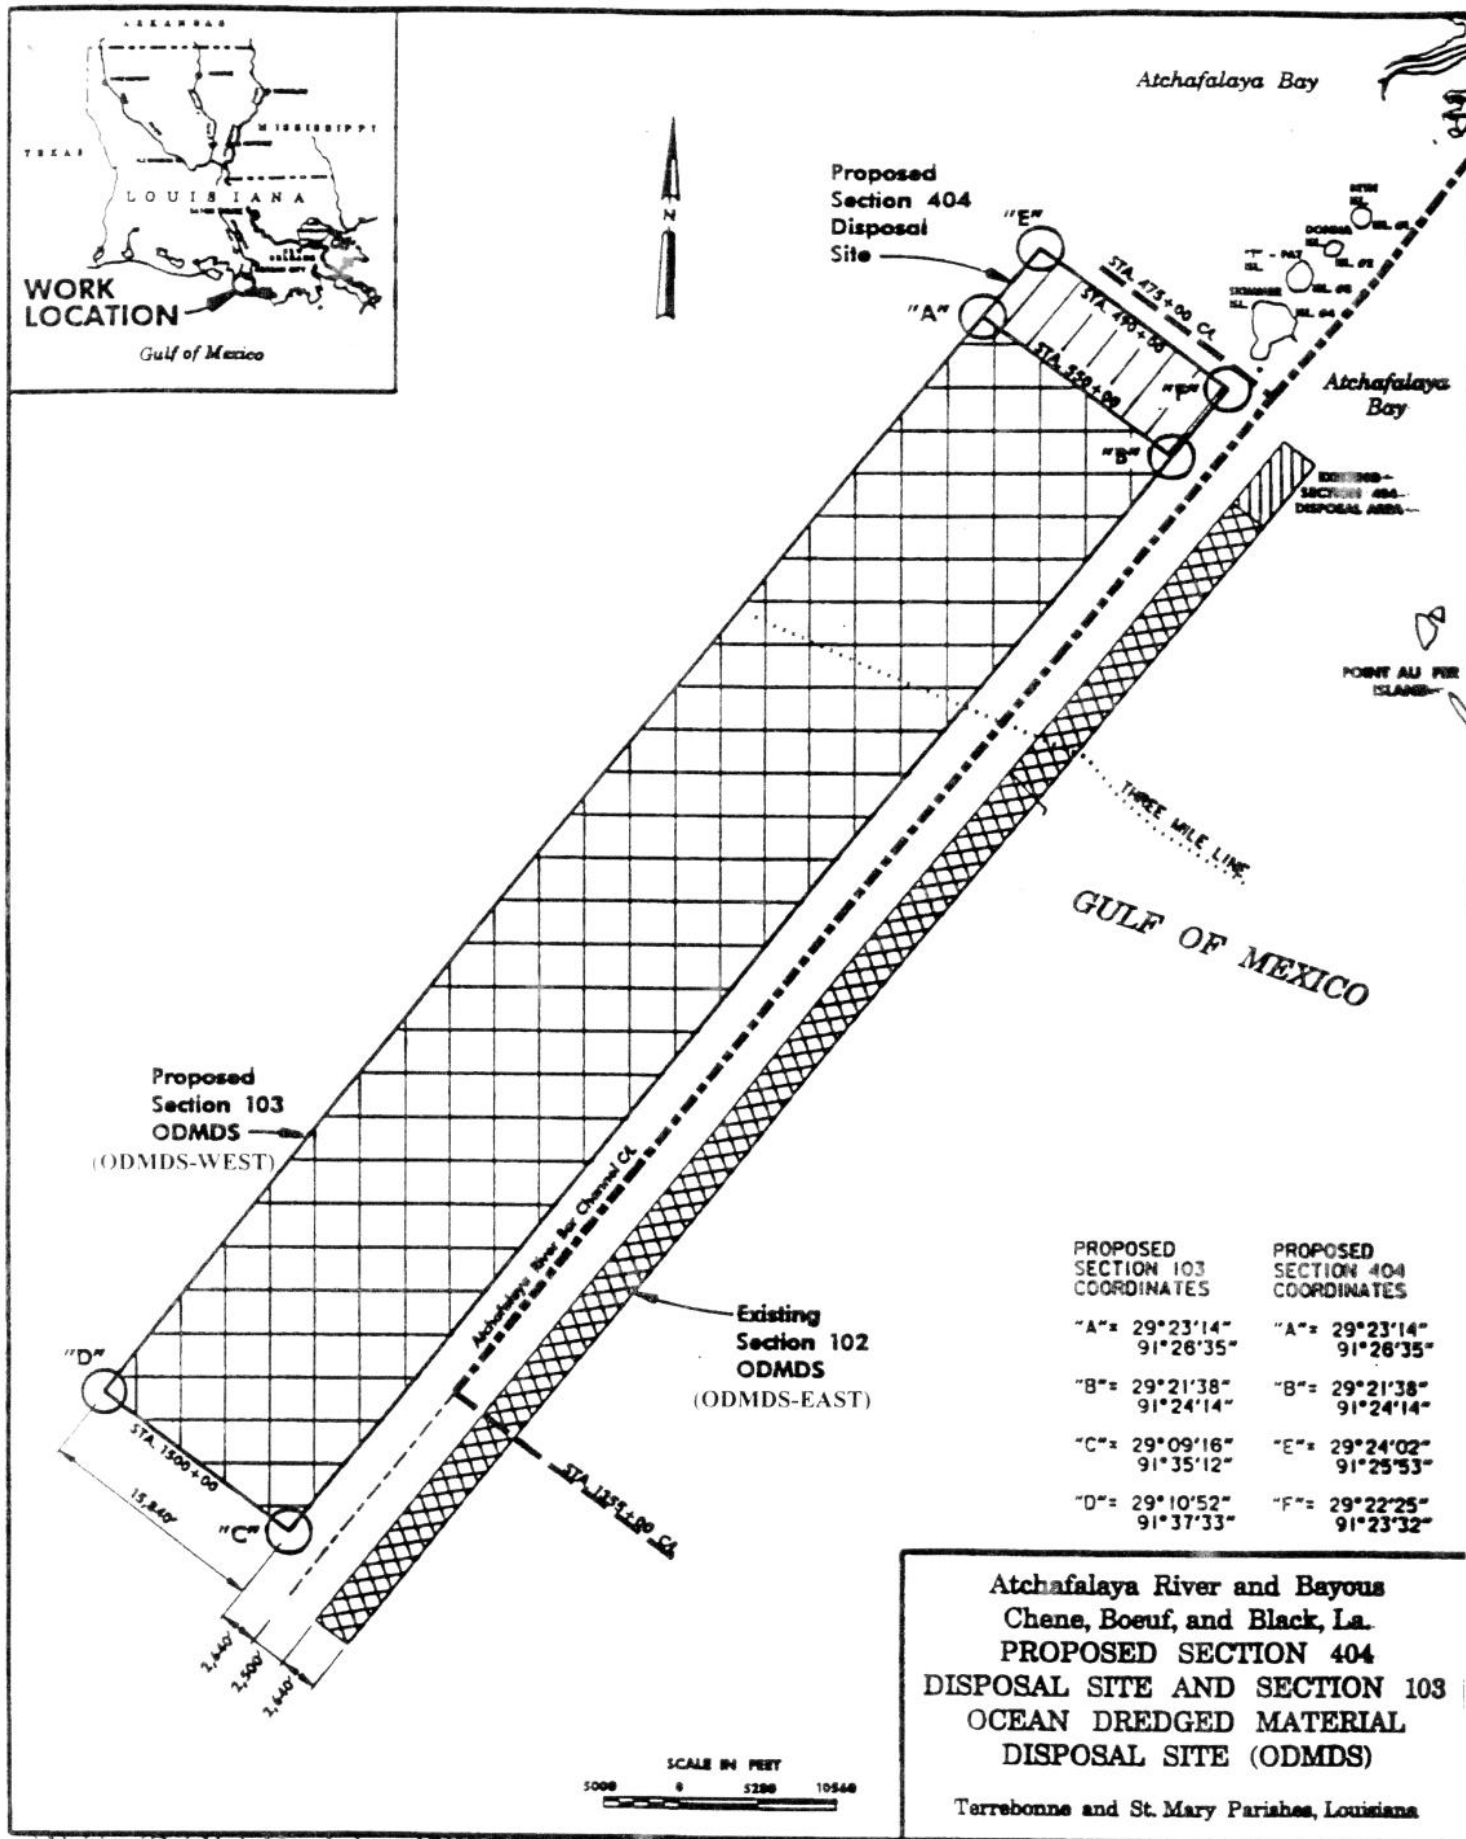 ARKANSAS
MISSISSIPPI
TEXAS
LOUISIANA
WORK
LOCATION
Gulf of Mexico
N
Atchafalaya Bay
Proposed
Section 404
Disposal
Site
"E"
"A"
STA. 475+00 C/L
STA. 490+00
STA. 550+00
"F"
"B"
Atchafalaya
Bay
SECTION 404
DISPOSAL AREA
POINT AU FER
ISLAND
THREE MILE LINE
GULF OF MEXICO
Proposed
Section 103
ODMDS
(ODMDS-WEST)
Atchafalaya River Bar Channel C/L
Existing
Section 102
ODMDS
(ODMDS-EAST)
"D"
STA. 1500+00
15,840'
"C"
STA. 1355+00 C/L
2,640'
2,500'
2,640'
PROPOSED
SECTION 103
COORDINATES
"A"= 29°23'14"
91°26'35"
"B"= 29°21'38"
91°24'14"
"C"= 29°09'16"
91°35'12"
"D"= 29°10'52"
91°37'33"
PROPOSED
SECTION 404
COORDINATES
"A"= 29°23'14"
91°26'35"
"B"= 29°21'38"
91°24'14"
"E"= 29°24'02"
91°25'53"
"F"= 29°22'25"
91°23'32"
SCALE IN FEET
5000 0 5280 10560
Atchafalaya River and Bayous
Chene, Boeuf, and Black, La.
PROPOSED SECTION 404
DISPOSAL SITE AND SECTION 103
OCEAN DREDGED MATERIAL
DISPOSAL SITE (ODMDS)
Terrebonne and St. Mary Parishes, Louisiana